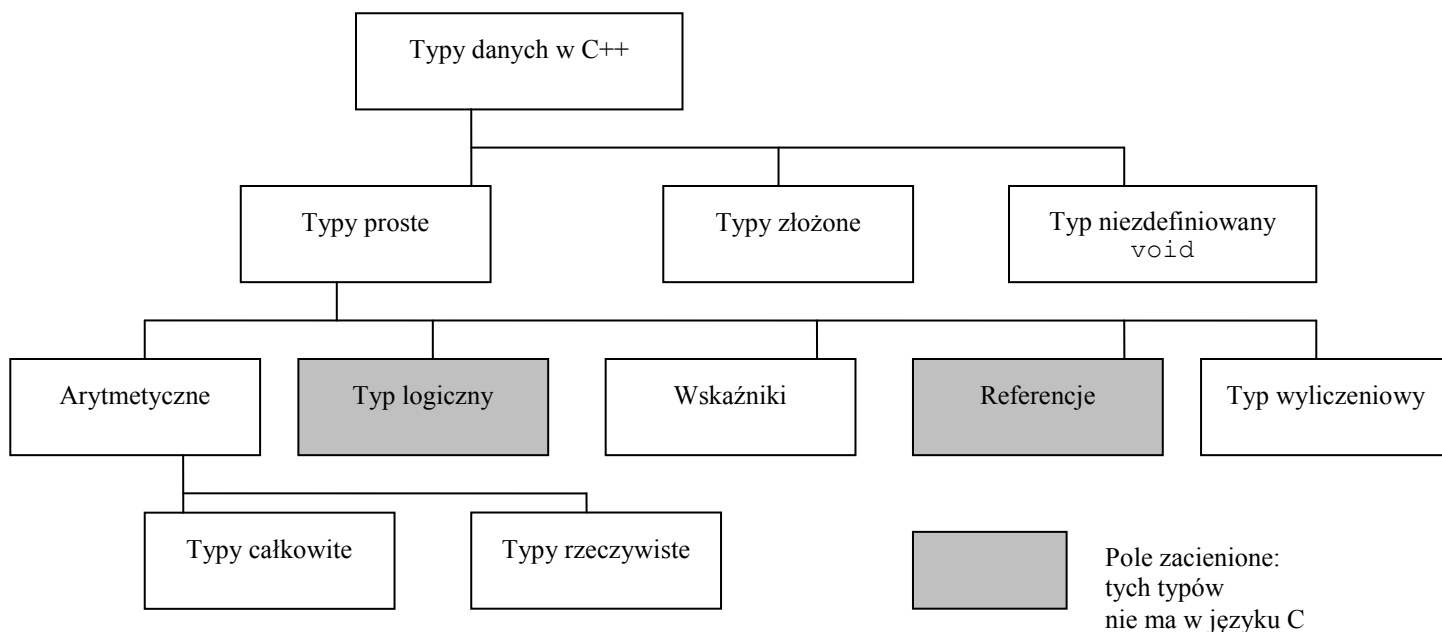 Typy danych w C++
Typy proste
Typy złożone
Typ niezdefiniowany
void
Arytmetyczne
Typ logiczny
Wskaźniki
Referencje
Typ wyliczeniowy
Typy całkowite
Typy rzeczywiste
Pole zacienione:
tych typów
nie ma w języku C